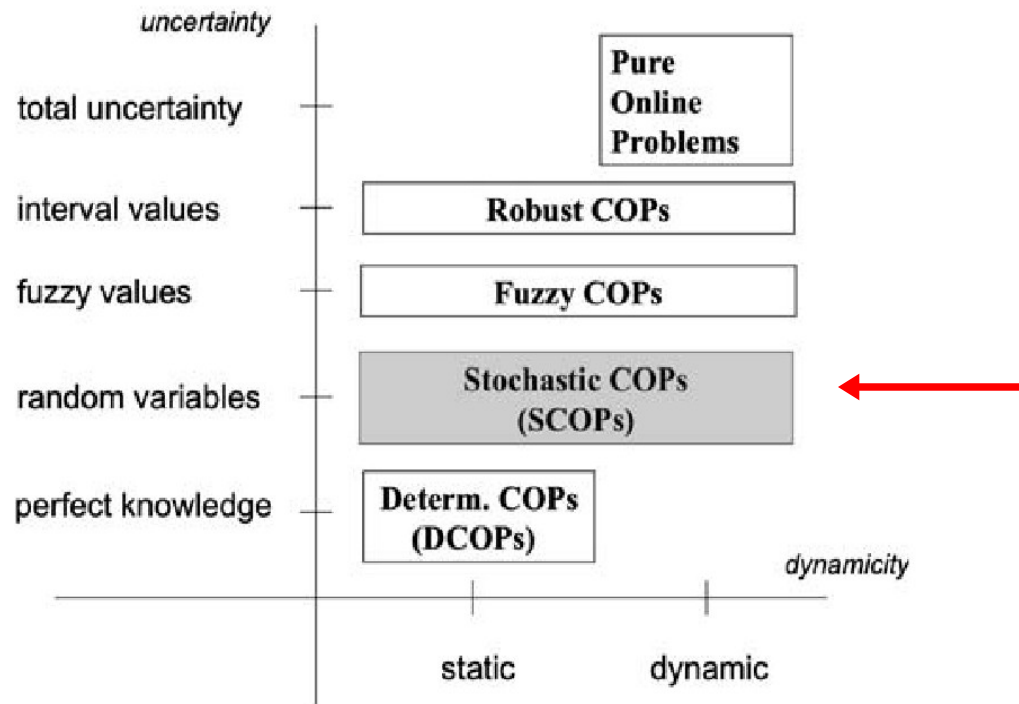 uncertainty
total uncertainty
Pure
Online
Problems
interval values
Robust COPs
fuzzy values
Fuzzy COPs
random variables
Stochastic COPs
(SCOPs)
perfect knowledge
Determ. COPs
(DCOPs)
dynamicity
static
dynamic